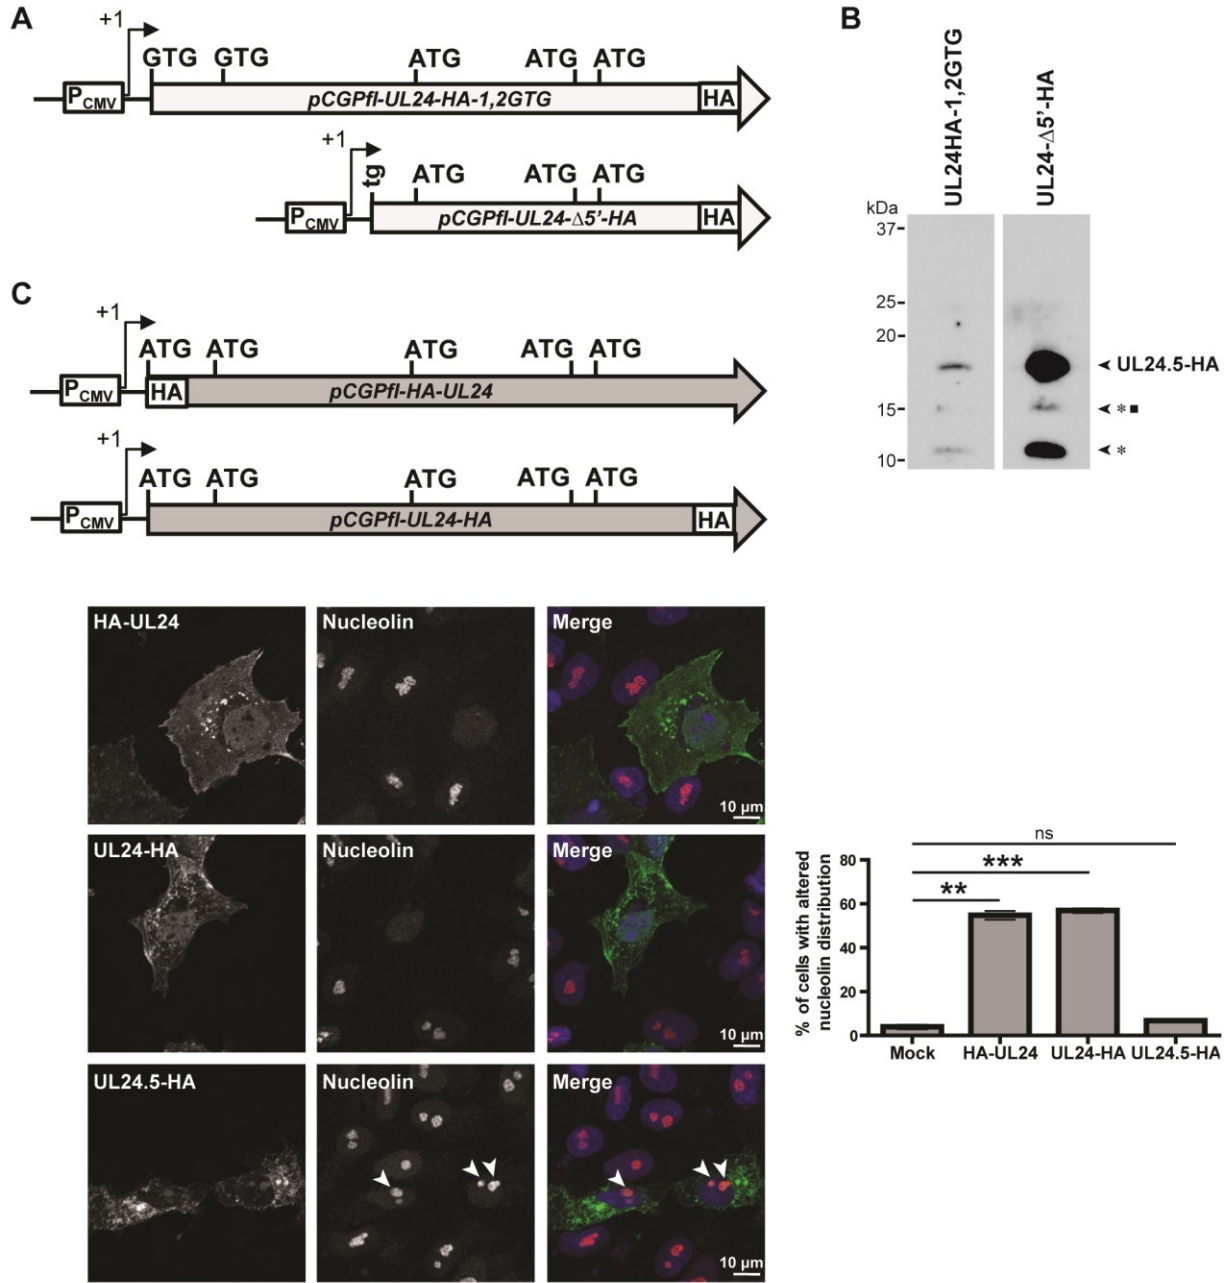 A
+1
GTG GTG ATG ATG ATG
PCMV
pCGPfl-UL24-HA-1,2GTG
HA
+1
tg
ATG ATG ATG
PCMV
pCGPfl-UL24-Δ5'-HA
HA
B
UL24HA-1,2GTG
UL24-Δ5'-HA
kDa
37
25
20
15
10
UL24.5-HA
*■
*
C
+1
ATG ATG ATG ATG ATG
PCMV
HA
pCGPfl-HA-UL24
+1
ATG ATG ATG ATG ATG
PCMV
pCGPfl-UL24-HA
HA
HA-UL24
Nucleolin
Merge
10 µm
UL24-HA
Nucleolin
Merge
10 µm
UL24.5-HA
Nucleolin
Merge
10 µm
% of cells with altered
nucleolin distribution
80
60
40
20
0
ns
***
**
Mock HA-UL24 UL24-HA UL24.5-HA